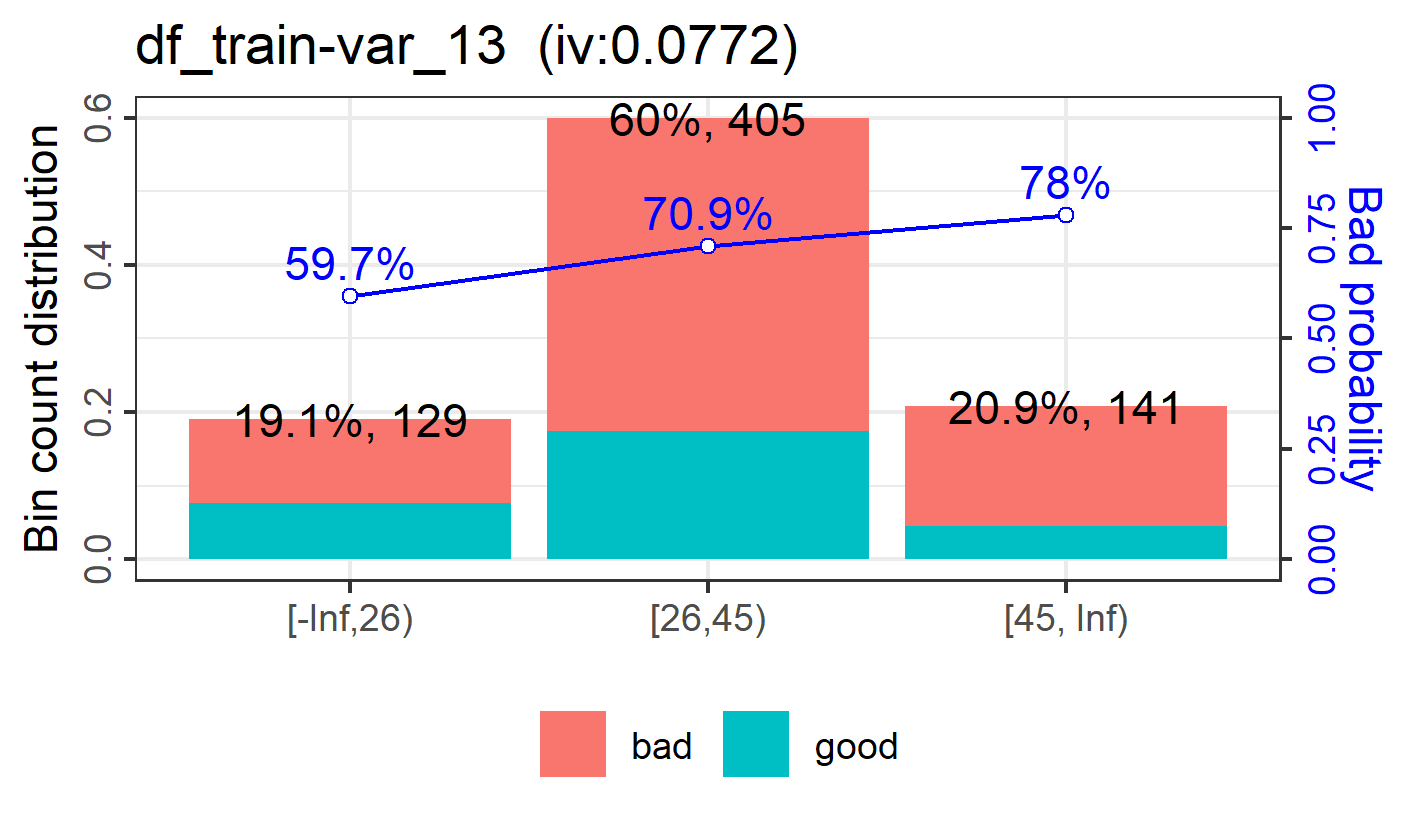 df_train-var_13  (iv:0.0772)
Bin count distribution
0.6
0.4
0.2
0.0
60%, 405
19.1%, 129
20.9%, 141
59.7%
70.9%
78%
1.00
0.75
0.50
0.25
0.00
Bad probability
[-Inf,26)
[26,45)
[45, Inf)
bad
good